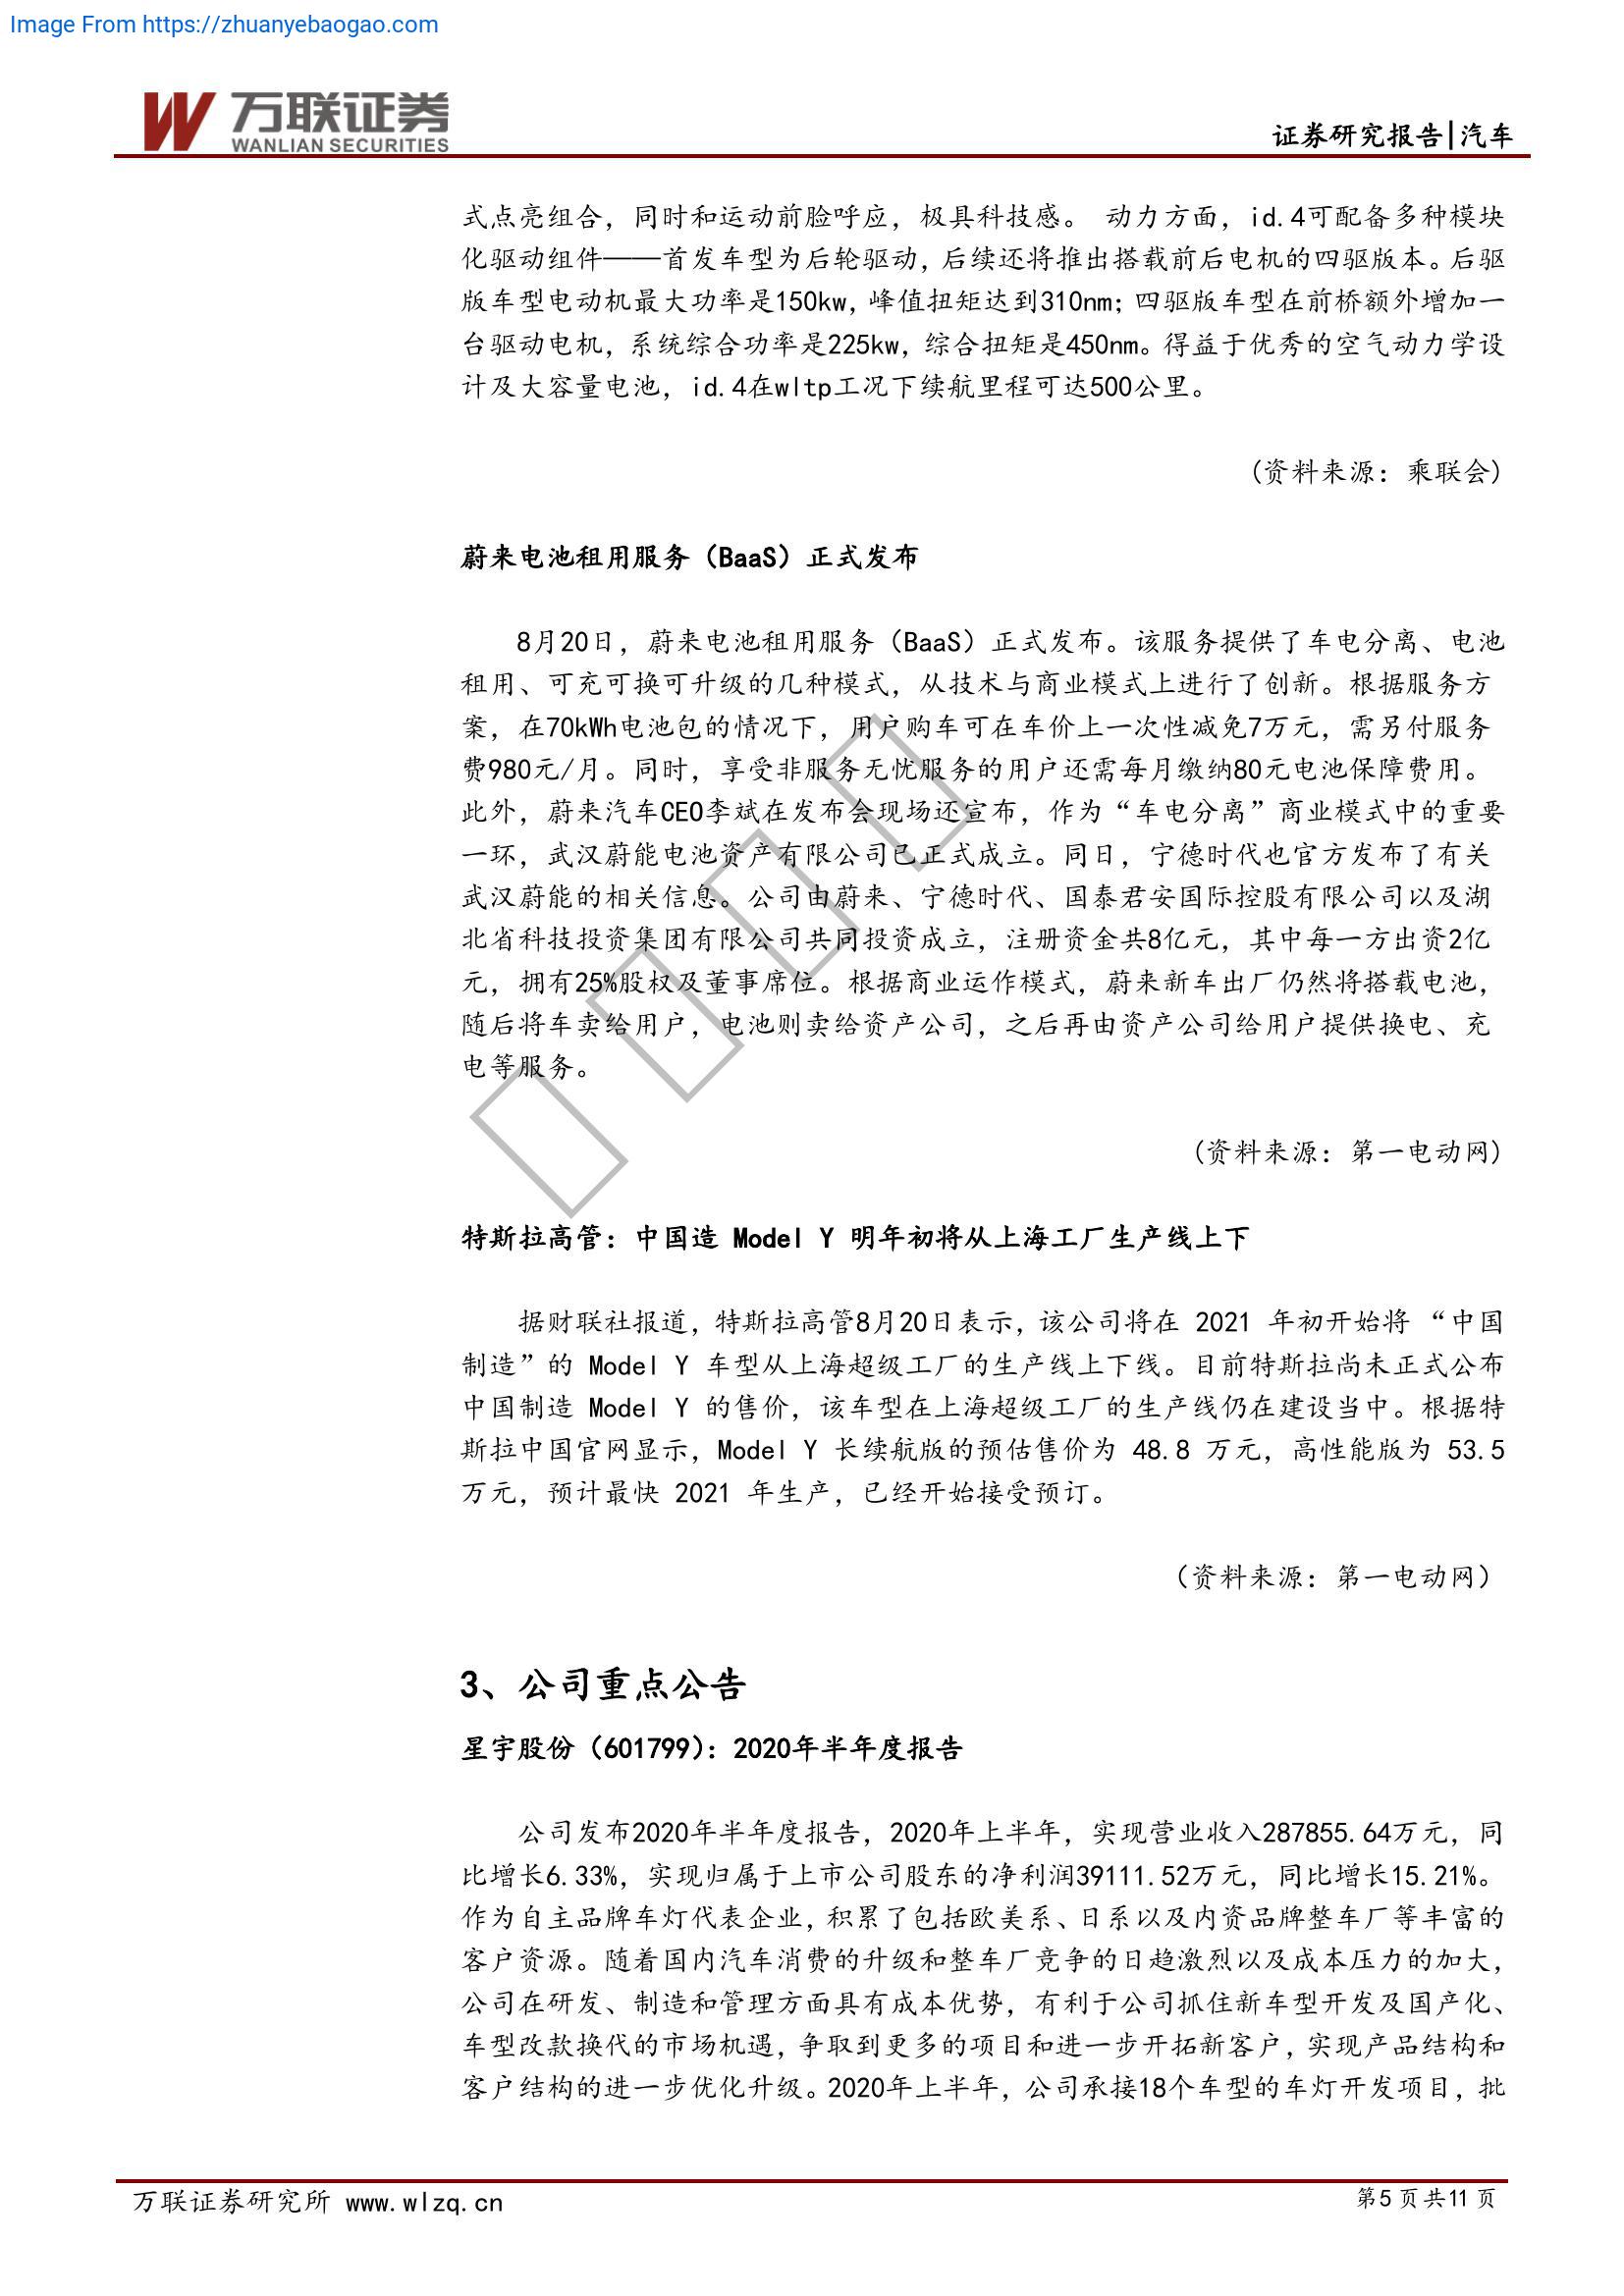 Image From https://zhuanyebaogao.com
万联证券
WANLIAN SECURITIES
证券研究报告|汽车
式点亮组合，同时和运动前脸呼应，极具科技感。 动力方面，id.4可配备多种模块
化驱动组件——首发车型为后轮驱动，后续还将推出搭载前后电机的四驱版本。后驱
版车型电动机最大功率是150kw，峰值扭矩达到310nm；四驱版车型在前桥额外增加一
台驱动电机，系统综合功率是225kw，综合扭矩是450nm。得益于优秀的空气动力学设
计及大容量电池，id.4在wltp工况下续航里程可达500公里。
(资料来源：乘联会)
蔚来电池租用服务（BaaS）正式发布
8月20日，蔚来电池租用服务（BaaS）正式发布。该服务提供了车电分离、电池
租用、可充可换可升级的几种模式，从技术与商业模式上进行了创新。根据服务方
案，在70kWh电池包的情况下，用户购车可在车价上一次性减免7万元，需另付服务
费980元/月。同时，享受非服务无忧服务的用户还需每月缴纳80元电池保障费用。
此外，蔚来汽车CEO李斌在发布会现场还宣布，作为“车电分离”商业模式中的重要
一环，武汉蔚能电池资产有限公司已正式成立。同日，宁德时代也官方发布了有关
武汉蔚能的相关信息。公司由蔚来、宁德时代、国泰君安国际控股有限公司以及湖
北省科技投资集团有限公司共同投资成立，注册资金共8亿元，其中每一方出资2亿
元，拥有25%股权及董事席位。根据商业运作模式，蔚来新车出厂仍然将搭载电池，
随后将车卖给用户，电池则卖给资产公司，之后再由资产公司给用户提供换电、充
电等服务。
(资料来源：第一电动网)
特斯拉高管：中国造 Model Y 明年初将从上海工厂生产线上下
据财联社报道，特斯拉高管8月20日表示，该公司将在 2021 年初开始将 “中国
制造”的 Model Y 车型从上海超级工厂的生产线上下线。目前特斯拉尚未正式公布
中国制造 Model Y 的售价，该车型在上海超级工厂的生产线仍在建设当中。根据特
斯拉中国官网显示，Model Y 长续航版的预估售价为 48.8 万元，高性能版为 53.5
万元，预计最快 2021 年生产，已经开始接受预订。
（资料来源：第一电动网）
3、公司重点公告
星宇股份（601799）：2020年半年度报告
公司发布2020年半年度报告，2020年上半年，实现营业收入287855.64万元，同
比增长6.33%，实现归属于上市公司股东的净利润39111.52万元，同比增长15.21%。
作为自主品牌车灯代表企业，积累了包括欧美系、日系以及内资品牌整车厂等丰富的
客户资源。随着国内汽车消费的升级和整车厂竞争的日趋激烈以及成本压力的加大，
公司在研发、制造和管理方面具有成本优势，有利于公司抓住新车型开发及国产化、
车型改款换代的市场机遇，争取到更多的项目和进一步开拓新客户，实现产品结构和
客户结构的进一步优化升级。2020年上半年，公司承接18个车型的车灯开发项目，批
万联证券研究所 www.wlzq.cn
第5 页 共11 页